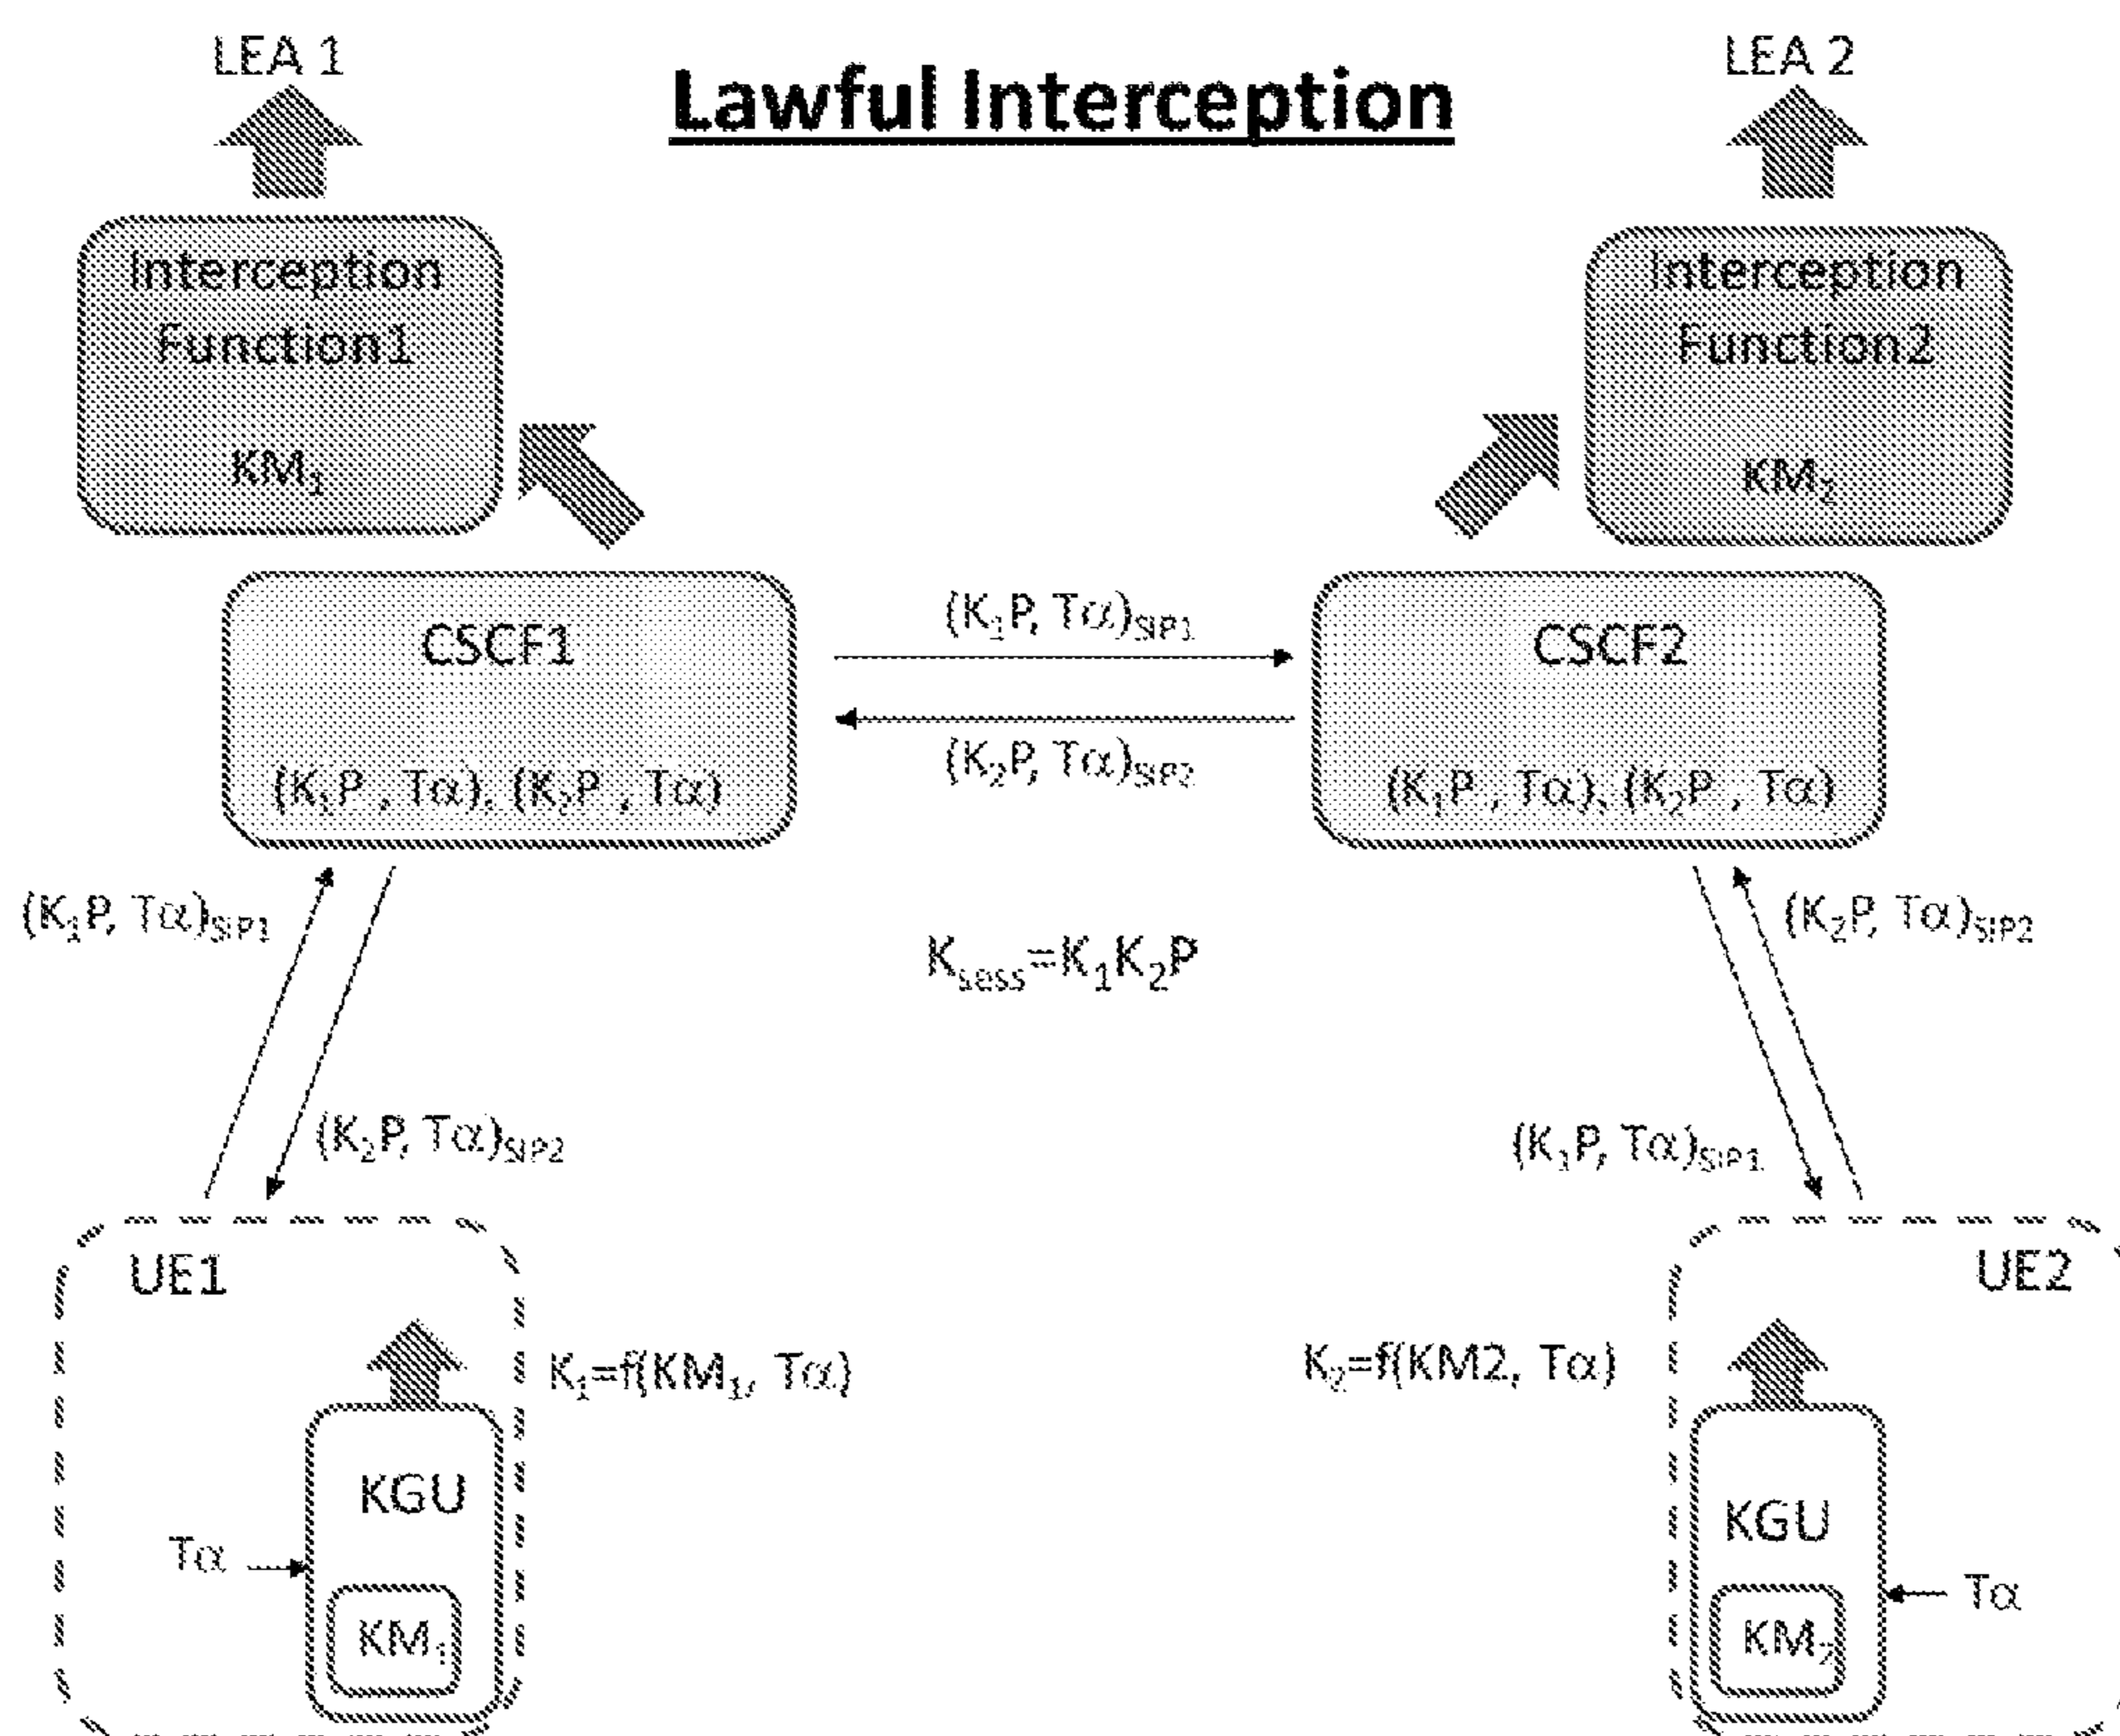 LEA 1
Lawful Interception
LEA 2
Interception
Function1
KM₁
Interception
Function2
KM₂
CSCF1
(K₁P , Tα), (K₂P , Tα)
(K₁P, Tα)SIP1
(K₂P, Tα)SIP2
CSCF2
(K₁P , Tα), (K₂P , Tα)
(K₁P, Tα)SIP1
(K₂P, Tα)SIP2
Ksess=K₁K₂P
(K₂P, Tα)SIP2
(K₁P, Tα)SIP1
UE1
K₁=f(KM₁, Tα)
KGU
Tα
KM₁
UE2
K₂=f(KM2, Tα)
KGU
Tα
KM₂